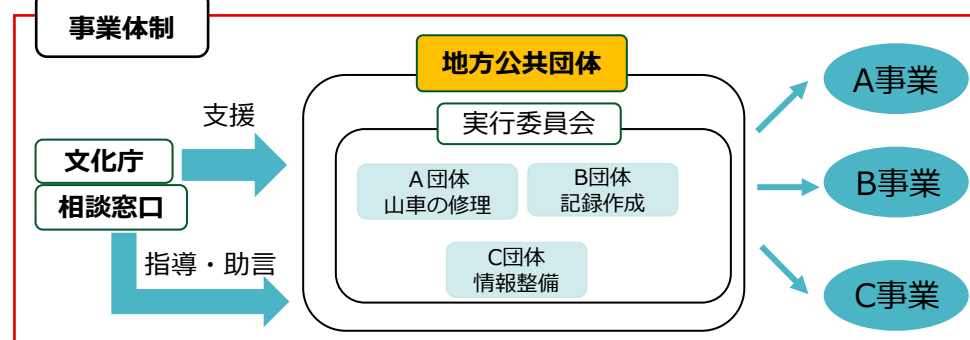 事業体制
地方公共団体
実行委員会
支援
文化庁
相談窓口
指導・助言
A団体
山車の修理
B団体
記録作成
C団体
情報整備
A事業
B事業
C事業